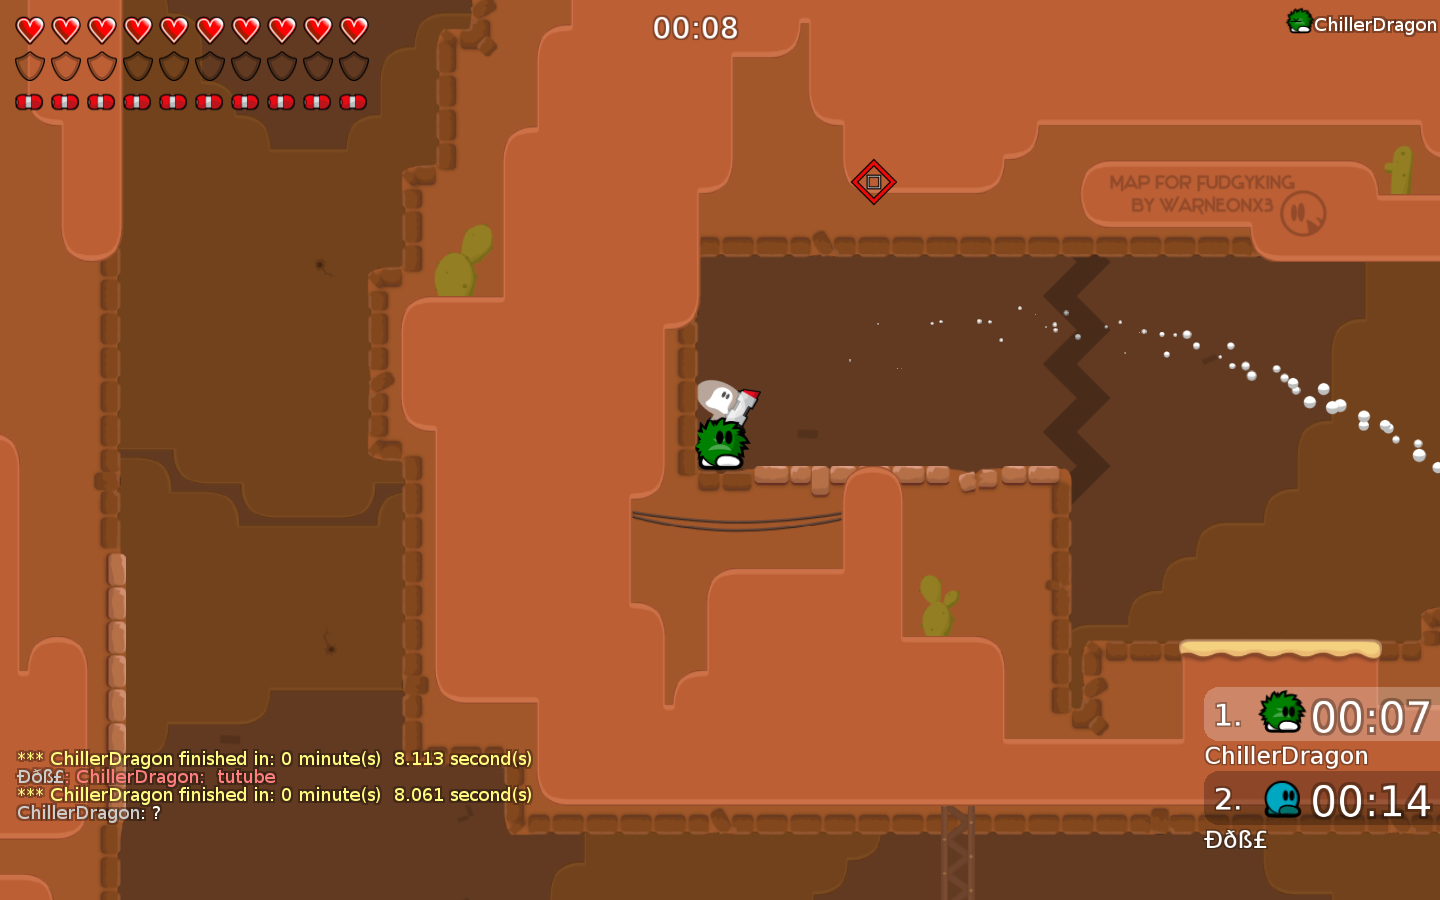 00:08
ChillerDragon
MAP FOR FUDGYKING
BY WARNEONX3
1. 00:07
ChillerDragon
2. 00:14
Ððß£
*** ChillerDragon finished in: 0 minute(s) 8.113 second(s)
Ððß£: ChillerDragon: tutube
*** ChillerDragon finished in: 0 minute(s) 8.061 second(s)
ChillerDragon: ?